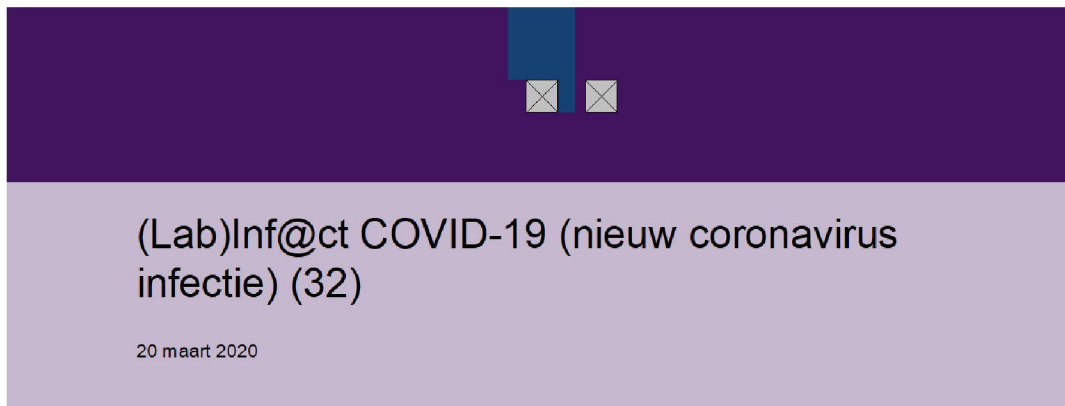 (Lab)Inf@ct COVID-19 (nieuw coronavirus
infectie) (32)
20 maart 2020